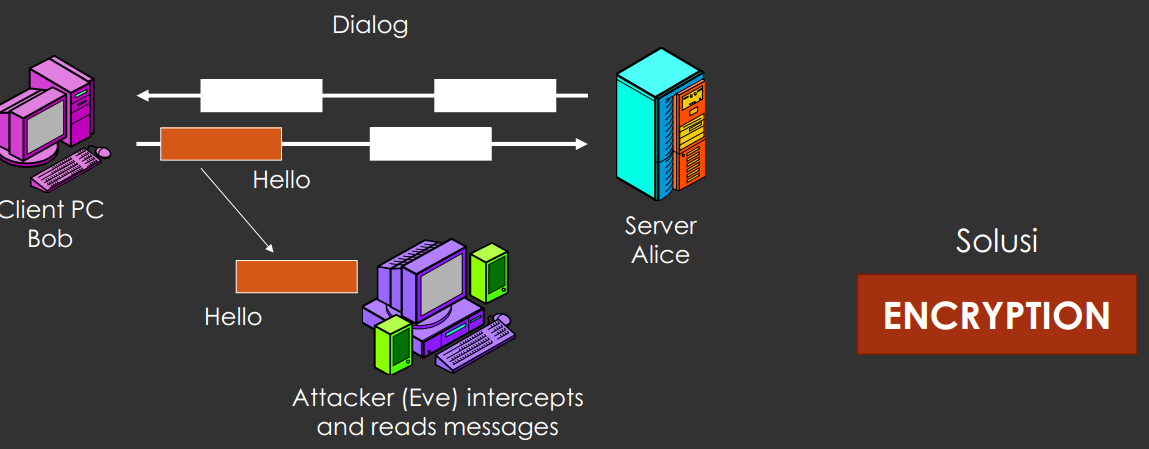 Dialog
Hello
Client PC
Bob
Server
Alice
Hello
Attacker (Eve) intercepts
and reads messages
Solusi
ENCRYPTION